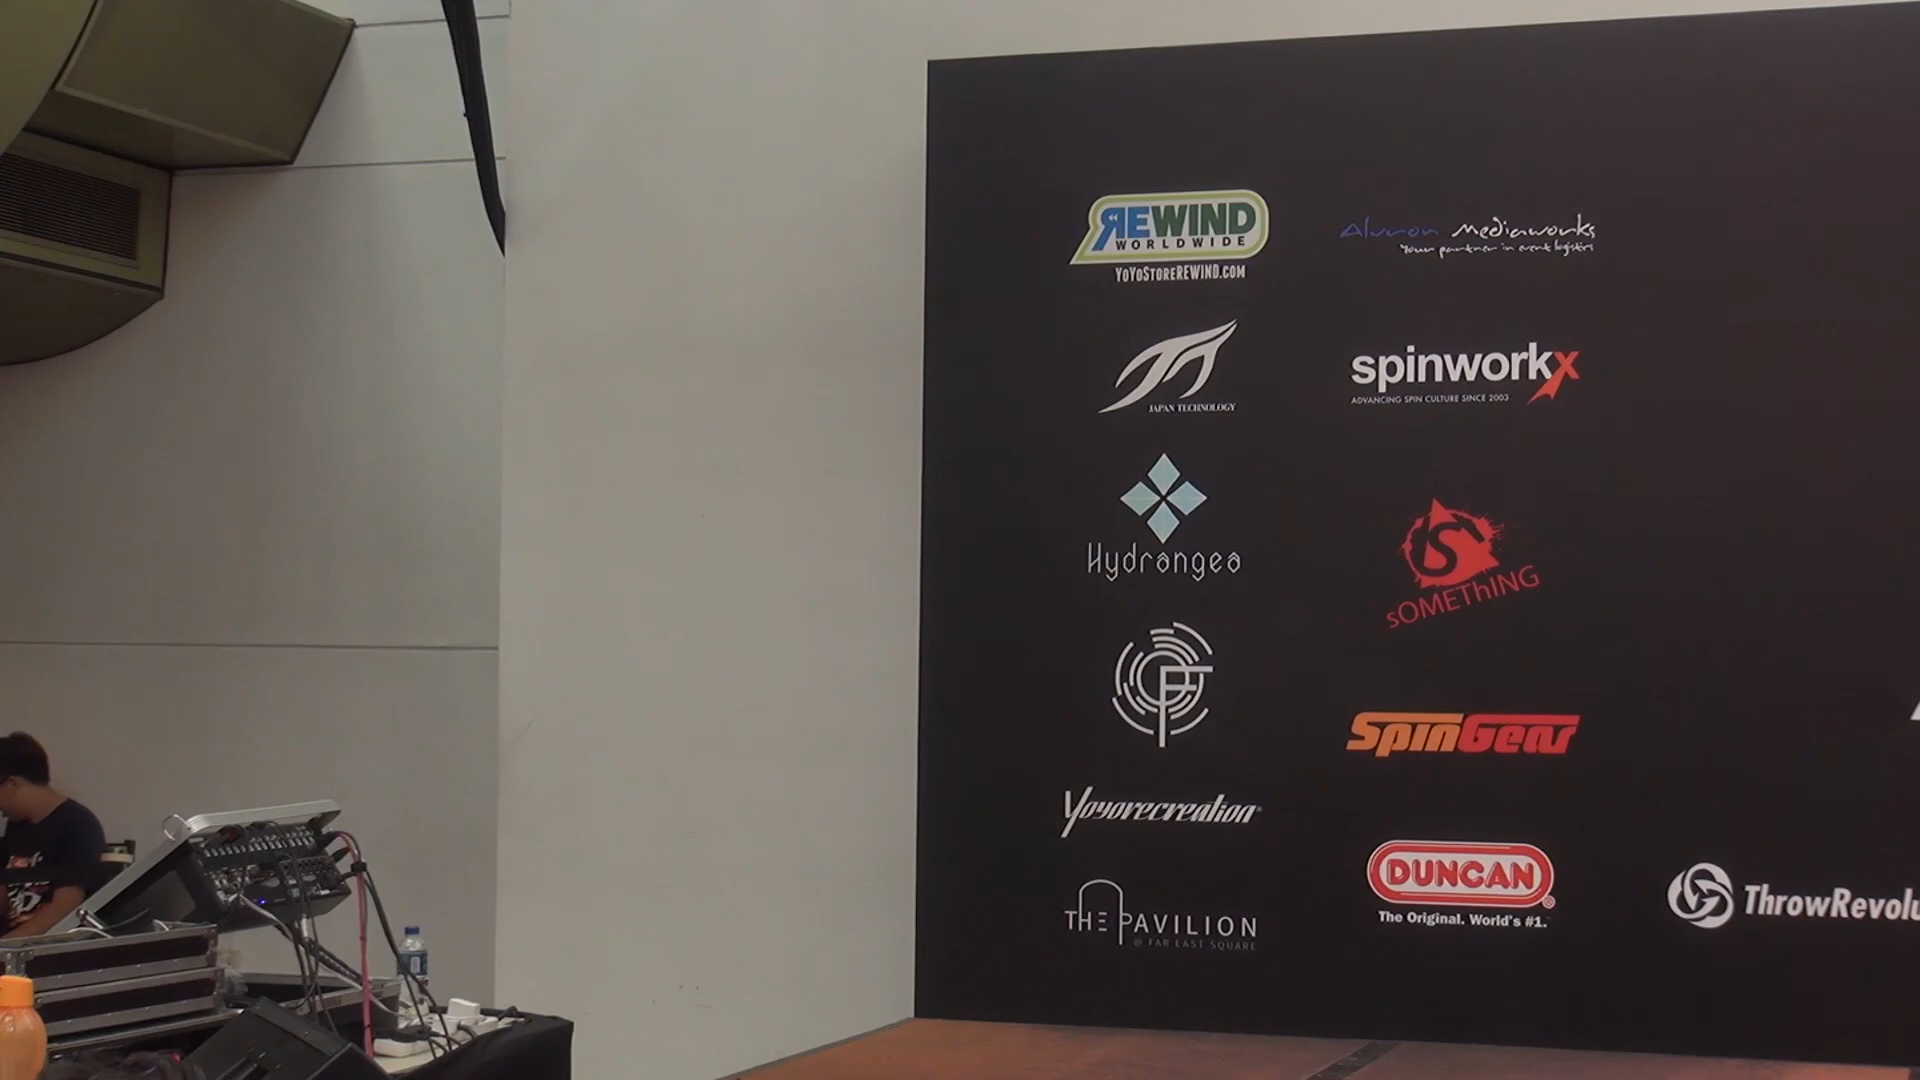 REWIND
WORLDWIDE
YOYOSTOREREWIND.COM
Alvron Mediaworks
Your partner in event logistics
JAPAN TECHNOLOGY
spinworkx
ADVANCING SPIN CULTURE SINCE 2003
Hydrangea
S
sOMEThING
SPINGEAR
Yoyorecreation
DUNCAN®
The Original. World's #1.
THE PAVILION
@ FAR EAST SQUARE
ThrowRevolu